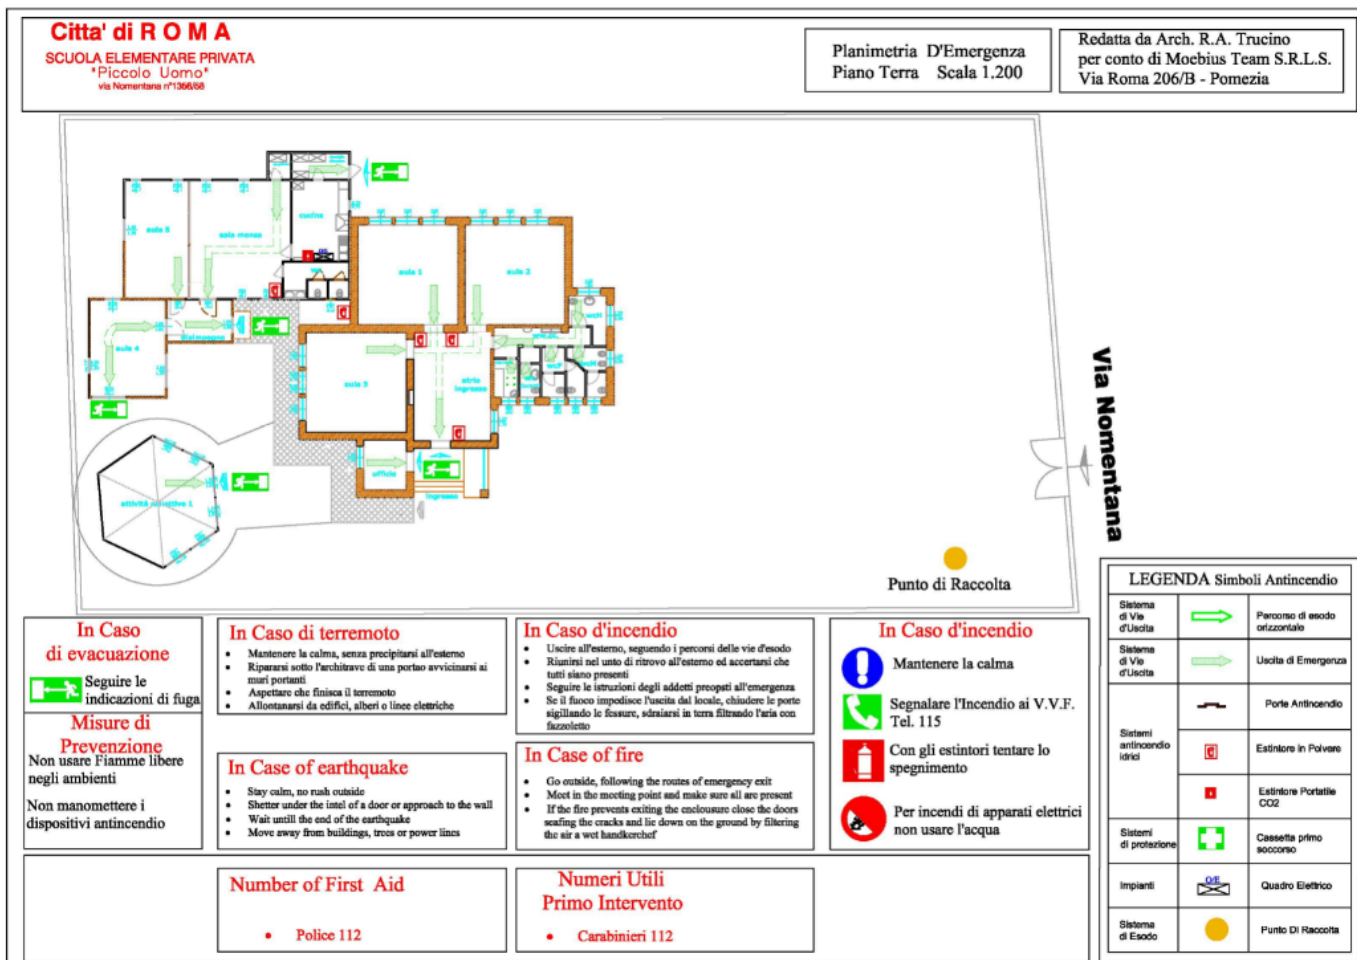 Citta' di R O M A
SCUOLA ELEMENTARE PRIVATA
"Piccolo Uomo"
via Nomentana n°1356/58
Planimetria D'Emergenza
Piano Terra Scala 1.200
Redatta da Arch. R.A. Trucino
per conto di Moebius Team S.R.L.S.
Via Roma 206/B - Pomezia
cucina
sala mensa
aula 1
aula 2
aula 4
aula 3
atrio
ingresso
ufficio
ingresso
Via Nomentana
Punto di Raccolta
In Caso
di evacuazione
Seguire le
indicazioni di fuga
Misure di
Prevenzione
Non usare Fiamme libere
negli ambienti
Non manomettere i
dispositivi antincendio
In Caso di terremoto
• Mantenere la calma, senza precipitarsi all'esterno
• Ripararsi sotto l'architrave di una portao avvicinarsi ai
muri portanti
• Aspettare che finisca il terremoto
• Allontanarsi da edifici, alberi o linee elettriche
In Case of earthquake
• Stay calm, no rush outside
• Shetter under the intel of a door or approach to the wall
• Wait untill the end of the earthquake
• Move away from buildings, trees or power lines
In Caso d'incendio
• Uscire all'esterno, seguendo i percorsi delle vie d'esodo
• Riunirsi nel unto di ritrovo all'esterno ed accertarsi che
tutti siano presenti
• Seguire le istruzioni degli addetti preopsti all'emergenza
• Se il fuoco impedisce l'uscita dal locale, chiudere le porte
sigillando le fessure, sdraiarsi in terra filtrando l'aria con
fazzoletto
In Case of fire
• Go outside, following the routes of emergency exit
• Meet in the meeting point and make sure all are present
• If the fire prevents exiting the enclousure close the doors
seafing the cracks and lie down on the ground by filtering
the air a wet handkerchef
In Caso d'incendio
Mantenere la calma
Segnalare l'Incendio ai V.V.F.
Tel. 115
Con gli estintori tentare lo
spegnimento
Per incendi di apparati elettrici
non usare l'acqua
Number of First Aid
• Police 112
Numeri Utili
Primo Intervento
• Carabinieri 112
LEGENDA Simboli Antincendio
Sistema
di Vie
d'Uscita
Percorso di esodo
orizzontale
Sistema
di Vie
d'Uscita
Uscita di Emergenza
Porte Antincendio
Sistemi
antincendio
idrici
Estintore in Polvere
Estintore Portatile
CO2
Sistemi
di protezione
Cassetta primo
soccorso
Impianti
Q/E
Quadro Elettrico
Sistema
di Esodo
Punto Di Raccolta